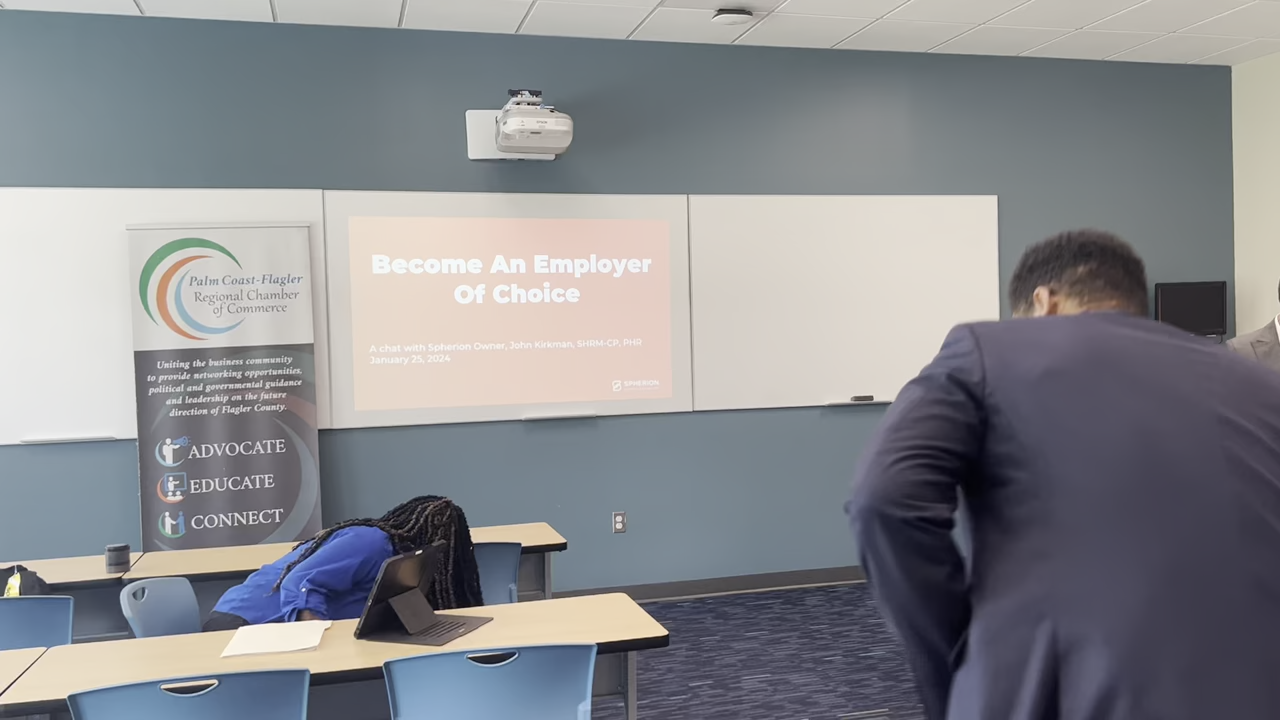 Palm Coast-Flagler
Regional Chamber
of Commerce
Uniting the business community
to provide networking opportunities,
political and governmental guidance
and leadership on the future
direction of Flagler County.
ADVOCATE
EDUCATE
CONNECT
Become An Employer
Of Choice
A chat with Spherion Owner, John Kirkman, SHRM-CP, PHR
January 25, 2024
SPHERION